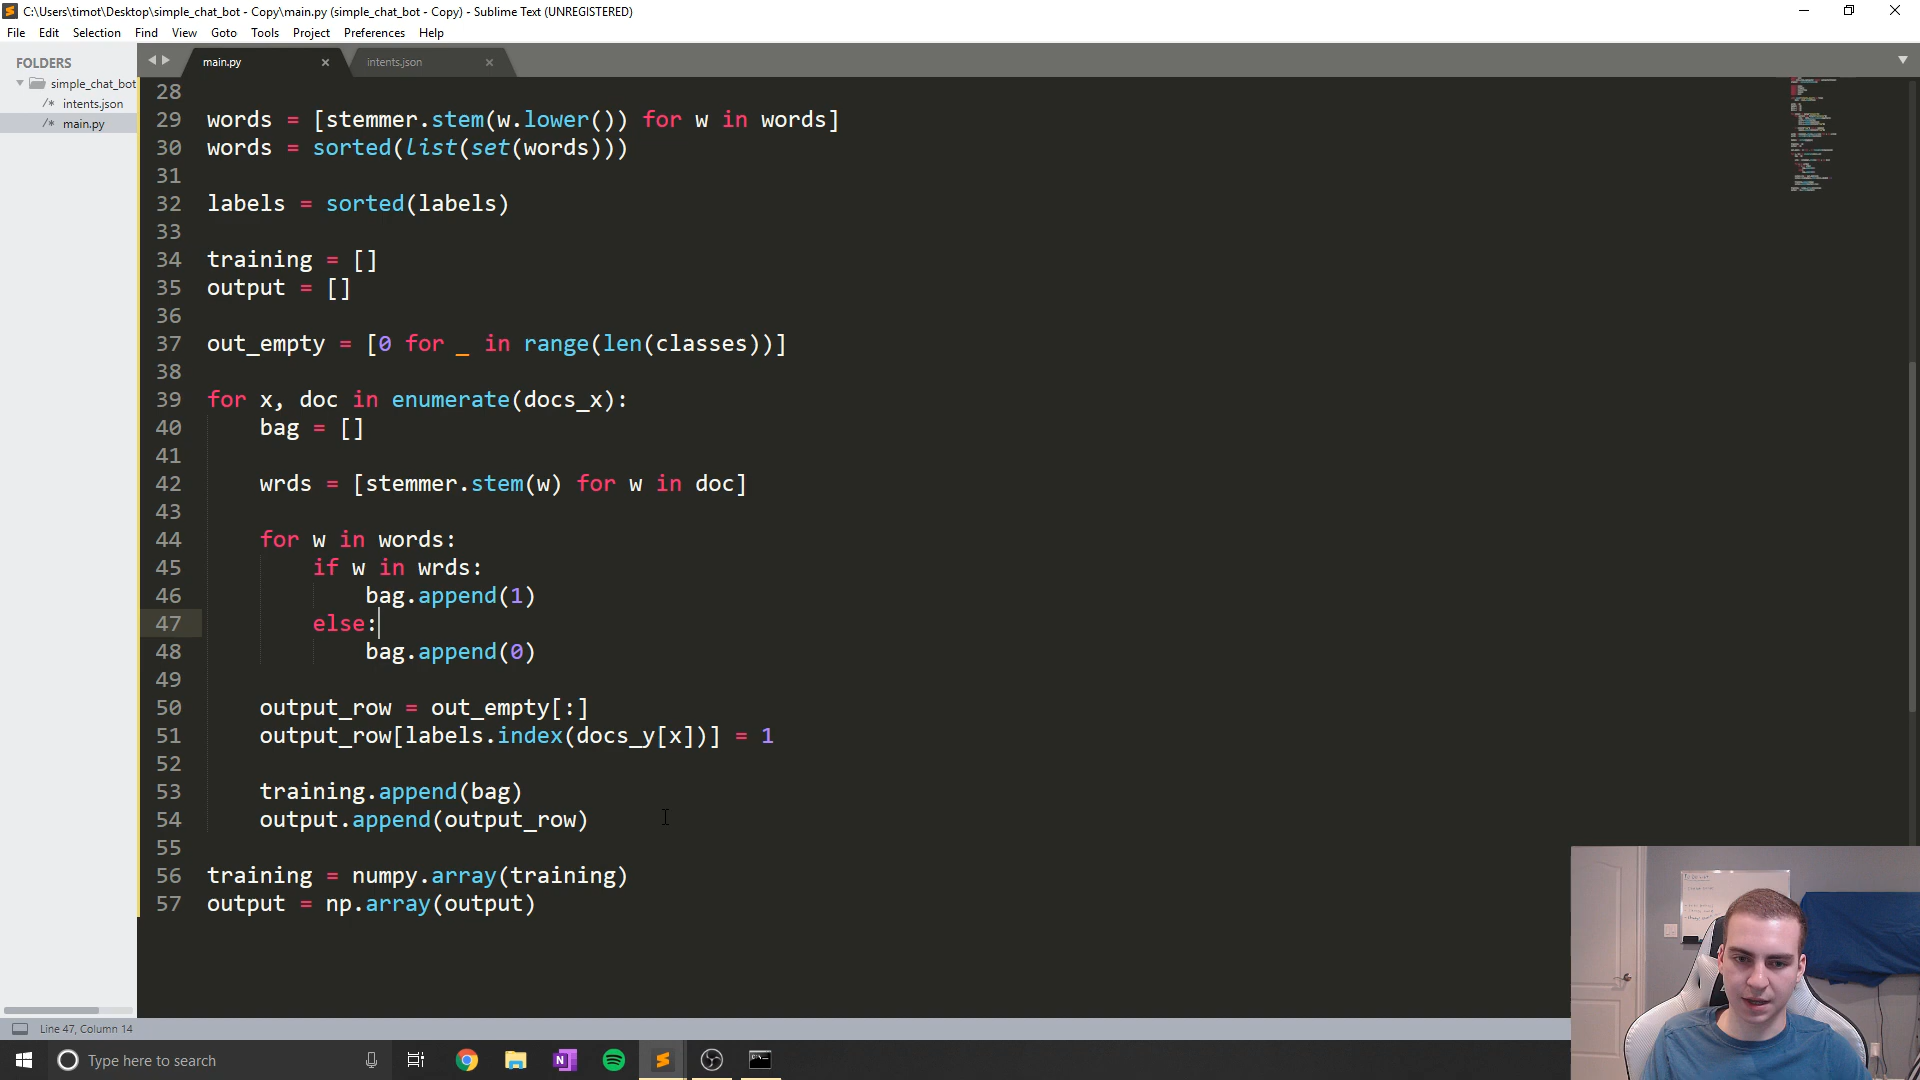 C:\Users\timot\Desktop\simple_chat_bot - Copy\main.py (simple_chat_bot - Copy) - Sublime Text (UNREGISTERED)
File Edit Selection Find View Goto Tools Project Preferences Help
FOLDERS
simple_chat_bot
/* intents.json
/* main.py
main.py × intents.json ×
28
29 words = [stemmer.stem(w.lower()) for w in words]
30 words = sorted(list(set(words)))
31
32 labels = sorted(labels)
33
34 training = []
35 output = []
36
37 out_empty = [0 for _ in range(len(classes))]
38
39 for x, doc in enumerate(docs_x):
40     bag = []
41
42     wrds = [stemmer.stem(w) for w in doc]
43
44     for w in words:
45         if w in wrds:
46             bag.append(1)
47         else:
48             bag.append(0)
49
50     output_row = out_empty[:]
51     output_row[labels.index(docs_y[x])] = 1
52
53     training.append(bag)
54     output.append(output_row)
55
56 training = numpy.array(training)
57 output = np.array(output)
Line 47, Column 14
Type here to search